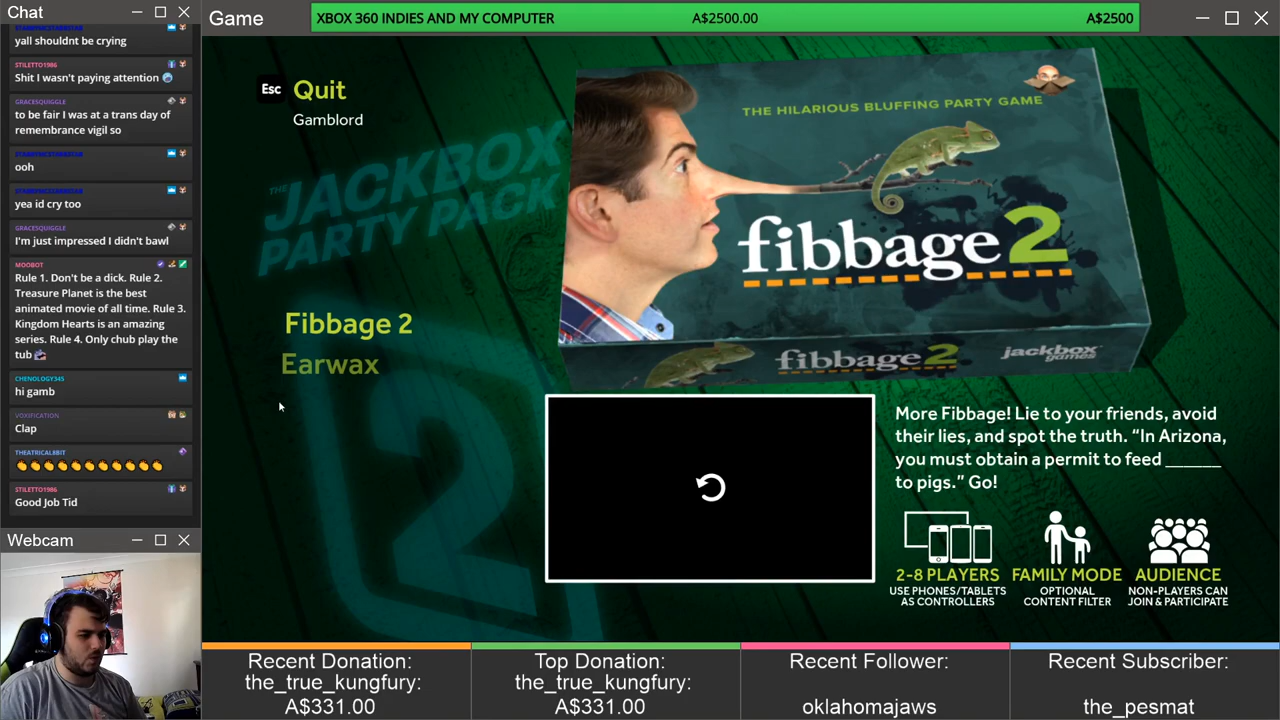 Chat
yall shouldnt be crying
STILETTO1986
Shit I wasn't paying attention
GRACESQUIGGLE
to be fair I was at a trans day of
remembrance vigil so
ooh
yea id cry too
GRACESQUIGGLE
I'm just impressed I didn't bawl
MOOBOT
Rule 1. Don't be a dick. Rule 2.
Treasure Planet is the best
animated movie of all time. Rule 3.
Kingdom Hearts is an amazing
series. Rule 4. Only chub play the
tub
CHENOLOGY345
hi gamb
VOXIFICATION
Clap
THEATRICAL8BIT
STILETTO1986
Good Job Tid
Webcam
Game
XBOX 360 INDIES AND MY COMPUTER
A$2500.00
A$2500
Esc
Quit
Gamblord
THE
JACKBOX
PARTY PACK
2
Fibbage 2
Earwax
THE HILARIOUS BLUFFING PARTY GAME
fibbage 2
fibbage 2
jackbox
games
More Fibbage! Lie to your friends, avoid
their lies, and spot the truth. “In Arizona,
you must obtain a permit to feed ______
to pigs.” Go!
2-8 PLAYERS
USE PHONES/TABLETS
AS CONTROLLERS
FAMILY MODE
OPTIONAL
CONTENT FILTER
AUDIENCE
NON-PLAYERS CAN
JOIN & PARTICIPATE
Recent Donation:
the_true_kungfury:
A$331.00
Top Donation:
the_true_kungfury:
A$331.00
Recent Follower:
oklahomajaws
Recent Subscriber:
the_pesmat